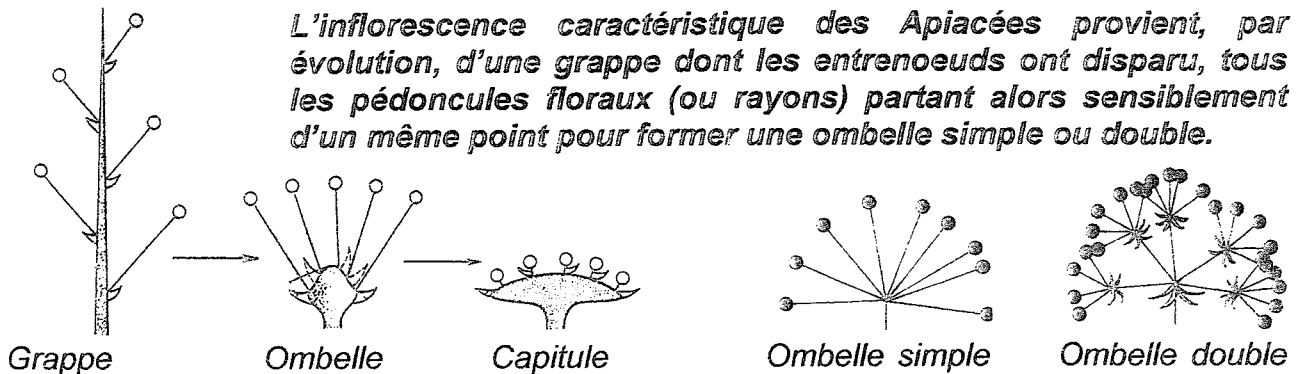 L'inflorescence caractéristique des Apiacées provient, par
évolution, d'une grappe dont les entrenoeuds ont disparu, tous
les pédoncules floraux (ou rayons) partant alors sensiblement
d'un même point pour former une ombelle simple ou double.
Grappe Ombelle Capitule Ombelle simple Ombelle double